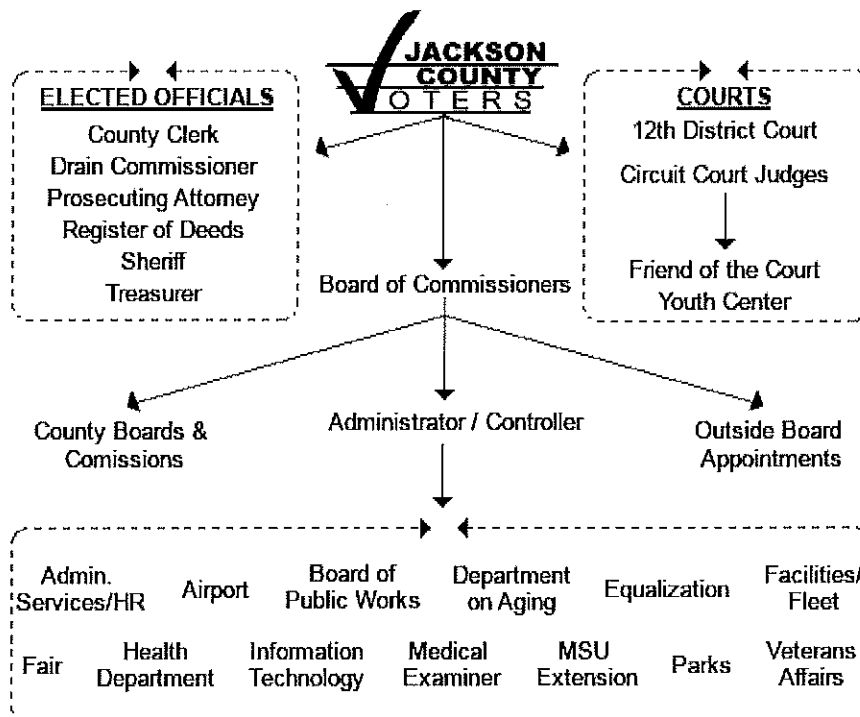 JACKSON
COUNTY
VOTERS
ELECTED OFFICIALS
County Clerk
Drain Commissioner
Prosecuting Attorney
Register of Deeds
Sheriff
Treasurer
COURTS
12th District Court
Circuit Court Judges
Friend of the Court
Youth Center
Board of Commissioners
County Boards &
Comissions
Administrator / Controller
Outside Board
Appointments
Admin.
Services/HR
Airport
Board of
Public Works
Department
on Aging
Equalization
Facilities/
Fleet
Fair
Health
Department
Information
Technology
Medical
Examiner
MSU
Extension
Parks
Veterans
Affairs